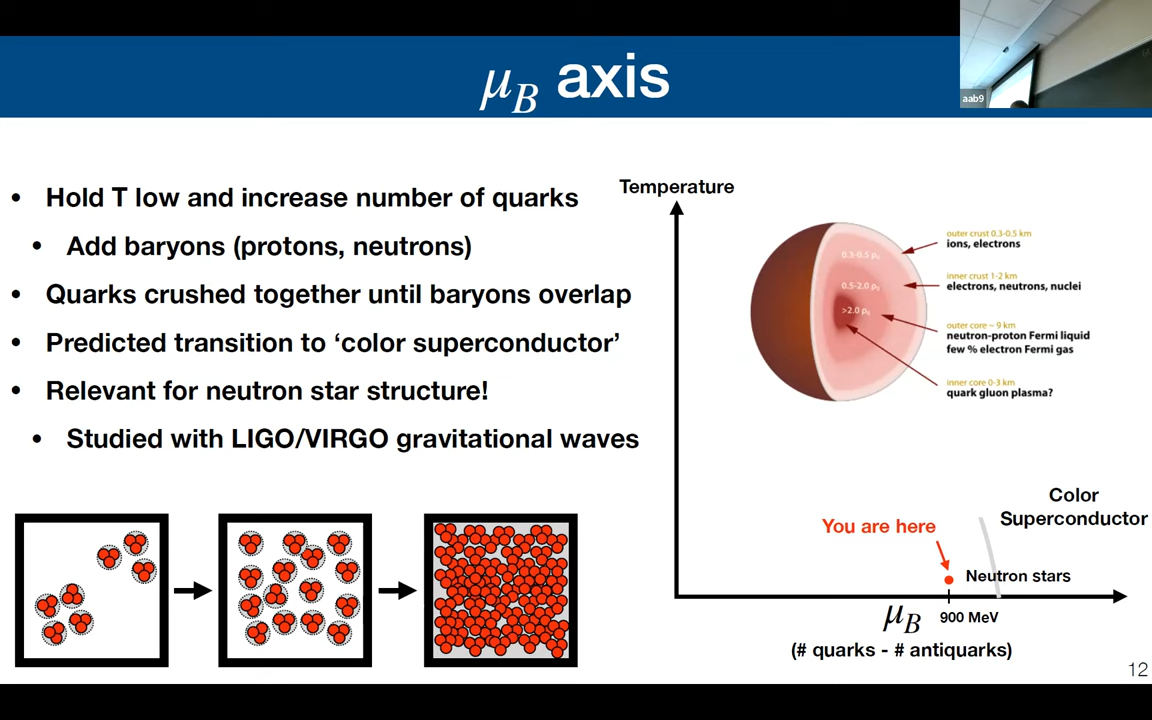 μB axis
aab9
• Hold T low and increase number of quarks
• Add baryons (protons, neutrons)
• Quarks crushed together until baryons overlap
• Predicted transition to ‘color superconductor’
• Relevant for neutron star structure!
• Studied with LIGO/VIRGO gravitational waves
Temperature
0.3-0.5 ρ₀
0.5-2.0 ρ₀
>2.0 ρ₀
outer crust 0.3-0.5 km
ions, electrons
inner crust 1-2 km
electrons, neutrons, nuclei
outer core ~ 9 km
neutron-proton Fermi liquid
few % electron Fermi gas
inner core 0-3 km
quark gluon plasma?
Color
Superconductor
You are here
Neutron stars
μB
900 MeV
(# quarks - # antiquarks)
12